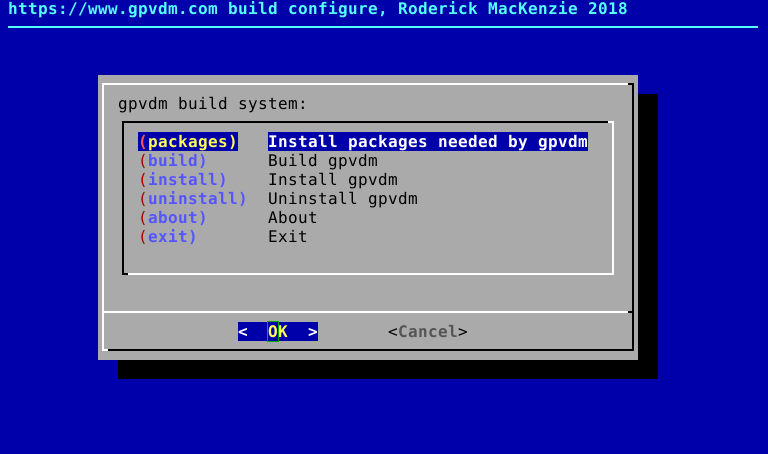 https://www.gpvdm.com build configure, Roderick MacKenzie 2018
gpvdm build system:
(packages) Install packages needed by gpvdm
(build) Build gpvdm
(install) Install gpvdm
(uninstall) Uninstall gpvdm
(about) About
(exit) Exit
< OK > <Cancel>